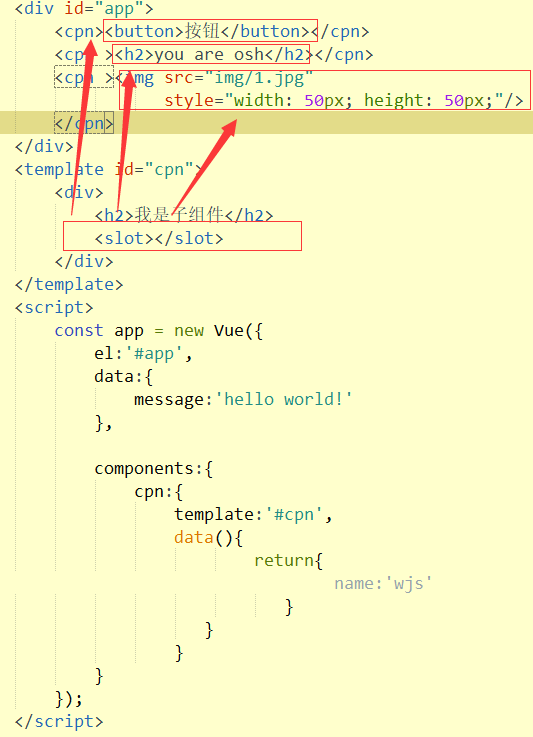 <div id="app">
<cpn><button>按钮</button></cpn>
<cpn ><h2>you are osh</h2></cpn>
<cpn ><img src="img/1.jpg"
style="width: 50px; height: 50px;"/>
</cpn>
</div>
<template id="cpn">
<div>
<h2>我是子组件</h2>
<slot></slot>
</div>
</template>
<script>
const app = new Vue({
el:'#app',
data:{
message:'hello world!'
},
components:{
cpn:{
template:'#cpn',
data(){
return{
name:'wjs'
}
}
}
}
});
</script>